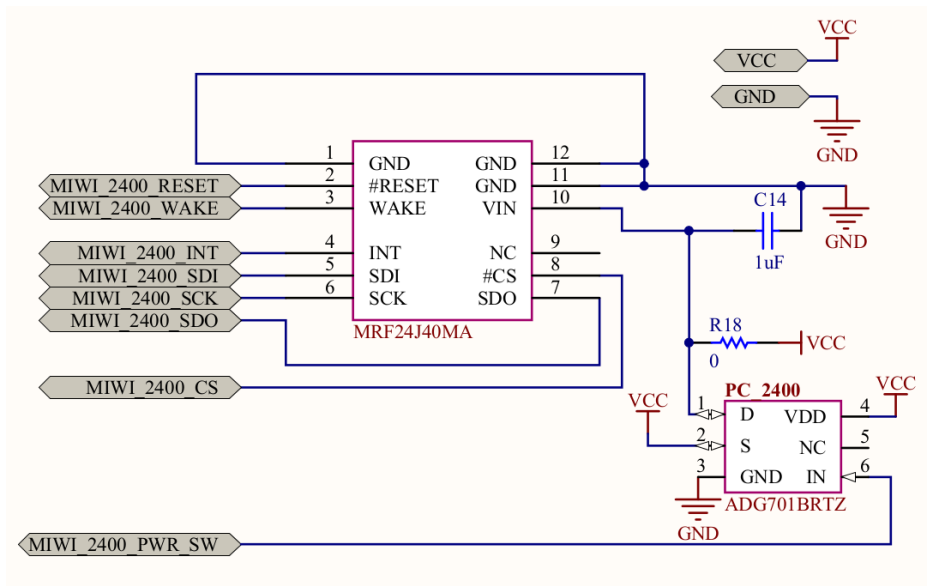 VCC
VCC
GND
GND
1 GND GND 12
2 #RESET GND 11
3 WAKE VIN 10
4 INT NC 9
5 SDI #CS 8
6 SCK SDO 7
MRF24J40MA
MIWI_2400_RESET
MIWI_2400_WAKE
MIWI_2400_INT
MIWI_2400_SDI
MIWI_2400_SCK
MIWI_2400_SDO
MIWI_2400_CS
C14
1uF
GND
R18
0
VCC
VCC
PC_2400
VCC
1 D VDD 4
2 S NC 5
3 GND IN 6
ADG701BRTZ
GND
MIWI_2400_PWR_SW